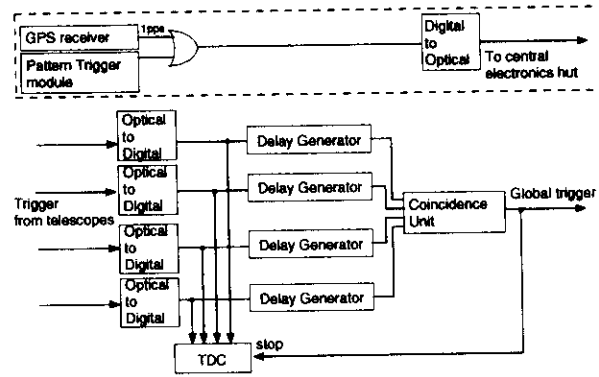 GPS receiver
1pps
Pattern Trigger
module
Digital
to
Optical
To central
electronics hut
Optical
to
Digital
Delay Generator
Optical
to
Digital
Delay Generator
Trigger
from telescopes
Coincidence
Unit
Global trigger
Optical
to
Digital
Delay Generator
Optical
to
Digital
Delay Generator
stop
TDC